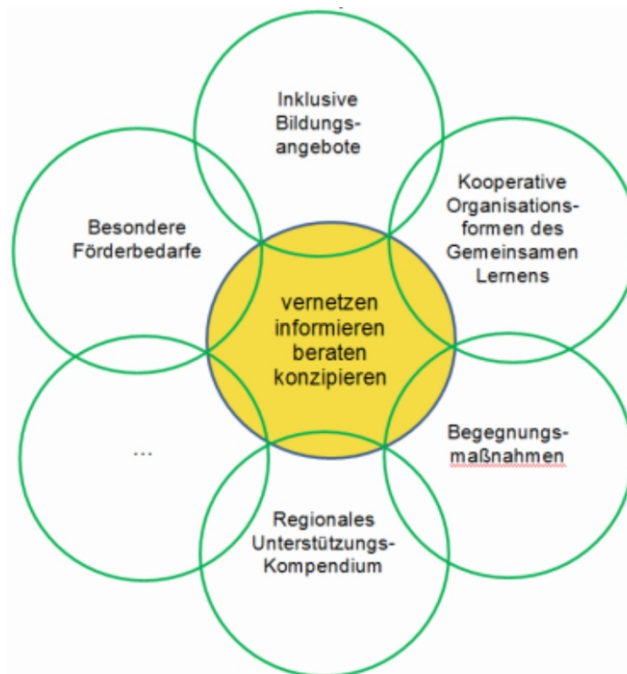 Inklusive
Bildungs-
angebote
Kooperative
Organisations-
formen des
Gemeinsamen
Lernens
Besondere
Förderbedarfe
vernetzen
informieren
beraten
konzipieren
Begegnungs-
maßnahmen
...
Regionales
Unterstützungs-
Kompendium